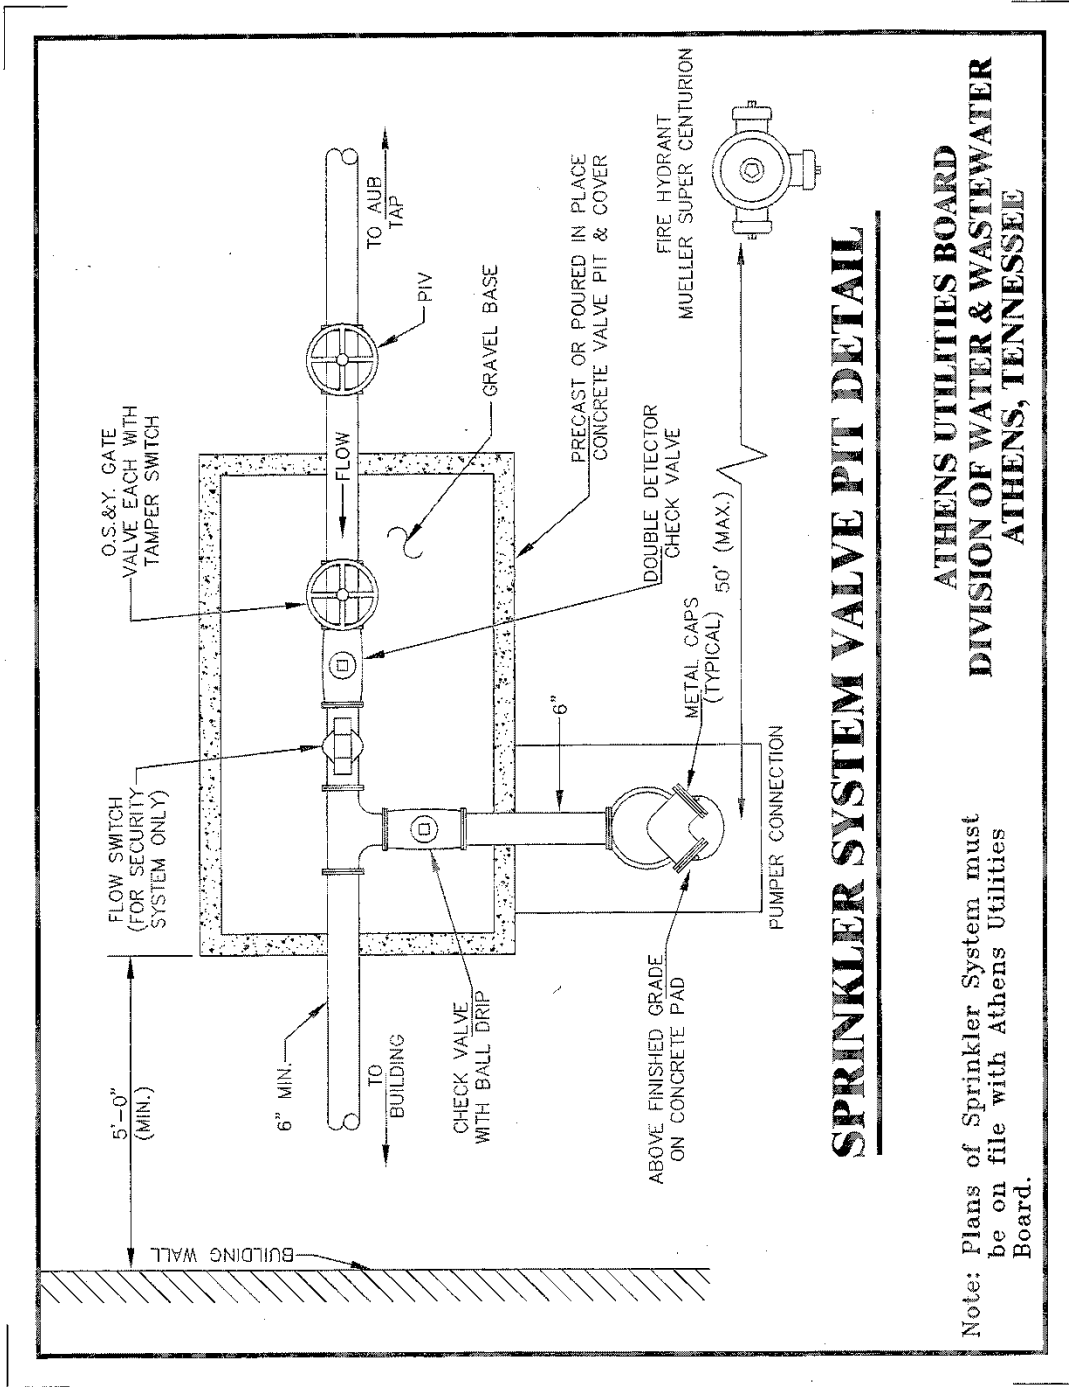 O.S.&Y. GATE
VALVE EACH WITH
TAMPER SWITCH
FLOW SWITCH
(FOR SECURITY
SYSTEM ONLY)
5'-0"
(MIN.)
BUILDING WALL
6" MIN.
TO
BUILDING
FLOW
TO AUB
TAP
PIV
GRAVEL BASE
CHECK VALVE
WITH BALL DRIP
DOUBLE DETECTOR
CHECK VALVE
PRECAST OR POURED IN PLACE
CONCRETE VALVE PIT & COVER
6"
ABOVE FINISHED GRADE
ON CONCRETE PAD
METAL CAPS
(TYPICAL)
50' (MAX.)
FIRE HYDRANT
MUELLER SUPER CENTURION
PUMPER CONNECTION
SPRINKLER SYSTEM VALVE PIT DETAIL
Note: Plans of Sprinkler System must
be on file with Athens Utilities
Board.
ATHENS UTILITIES BOARD
DIVISION OF WATER & WASTEWATER
ATHENS, TENNESSEE